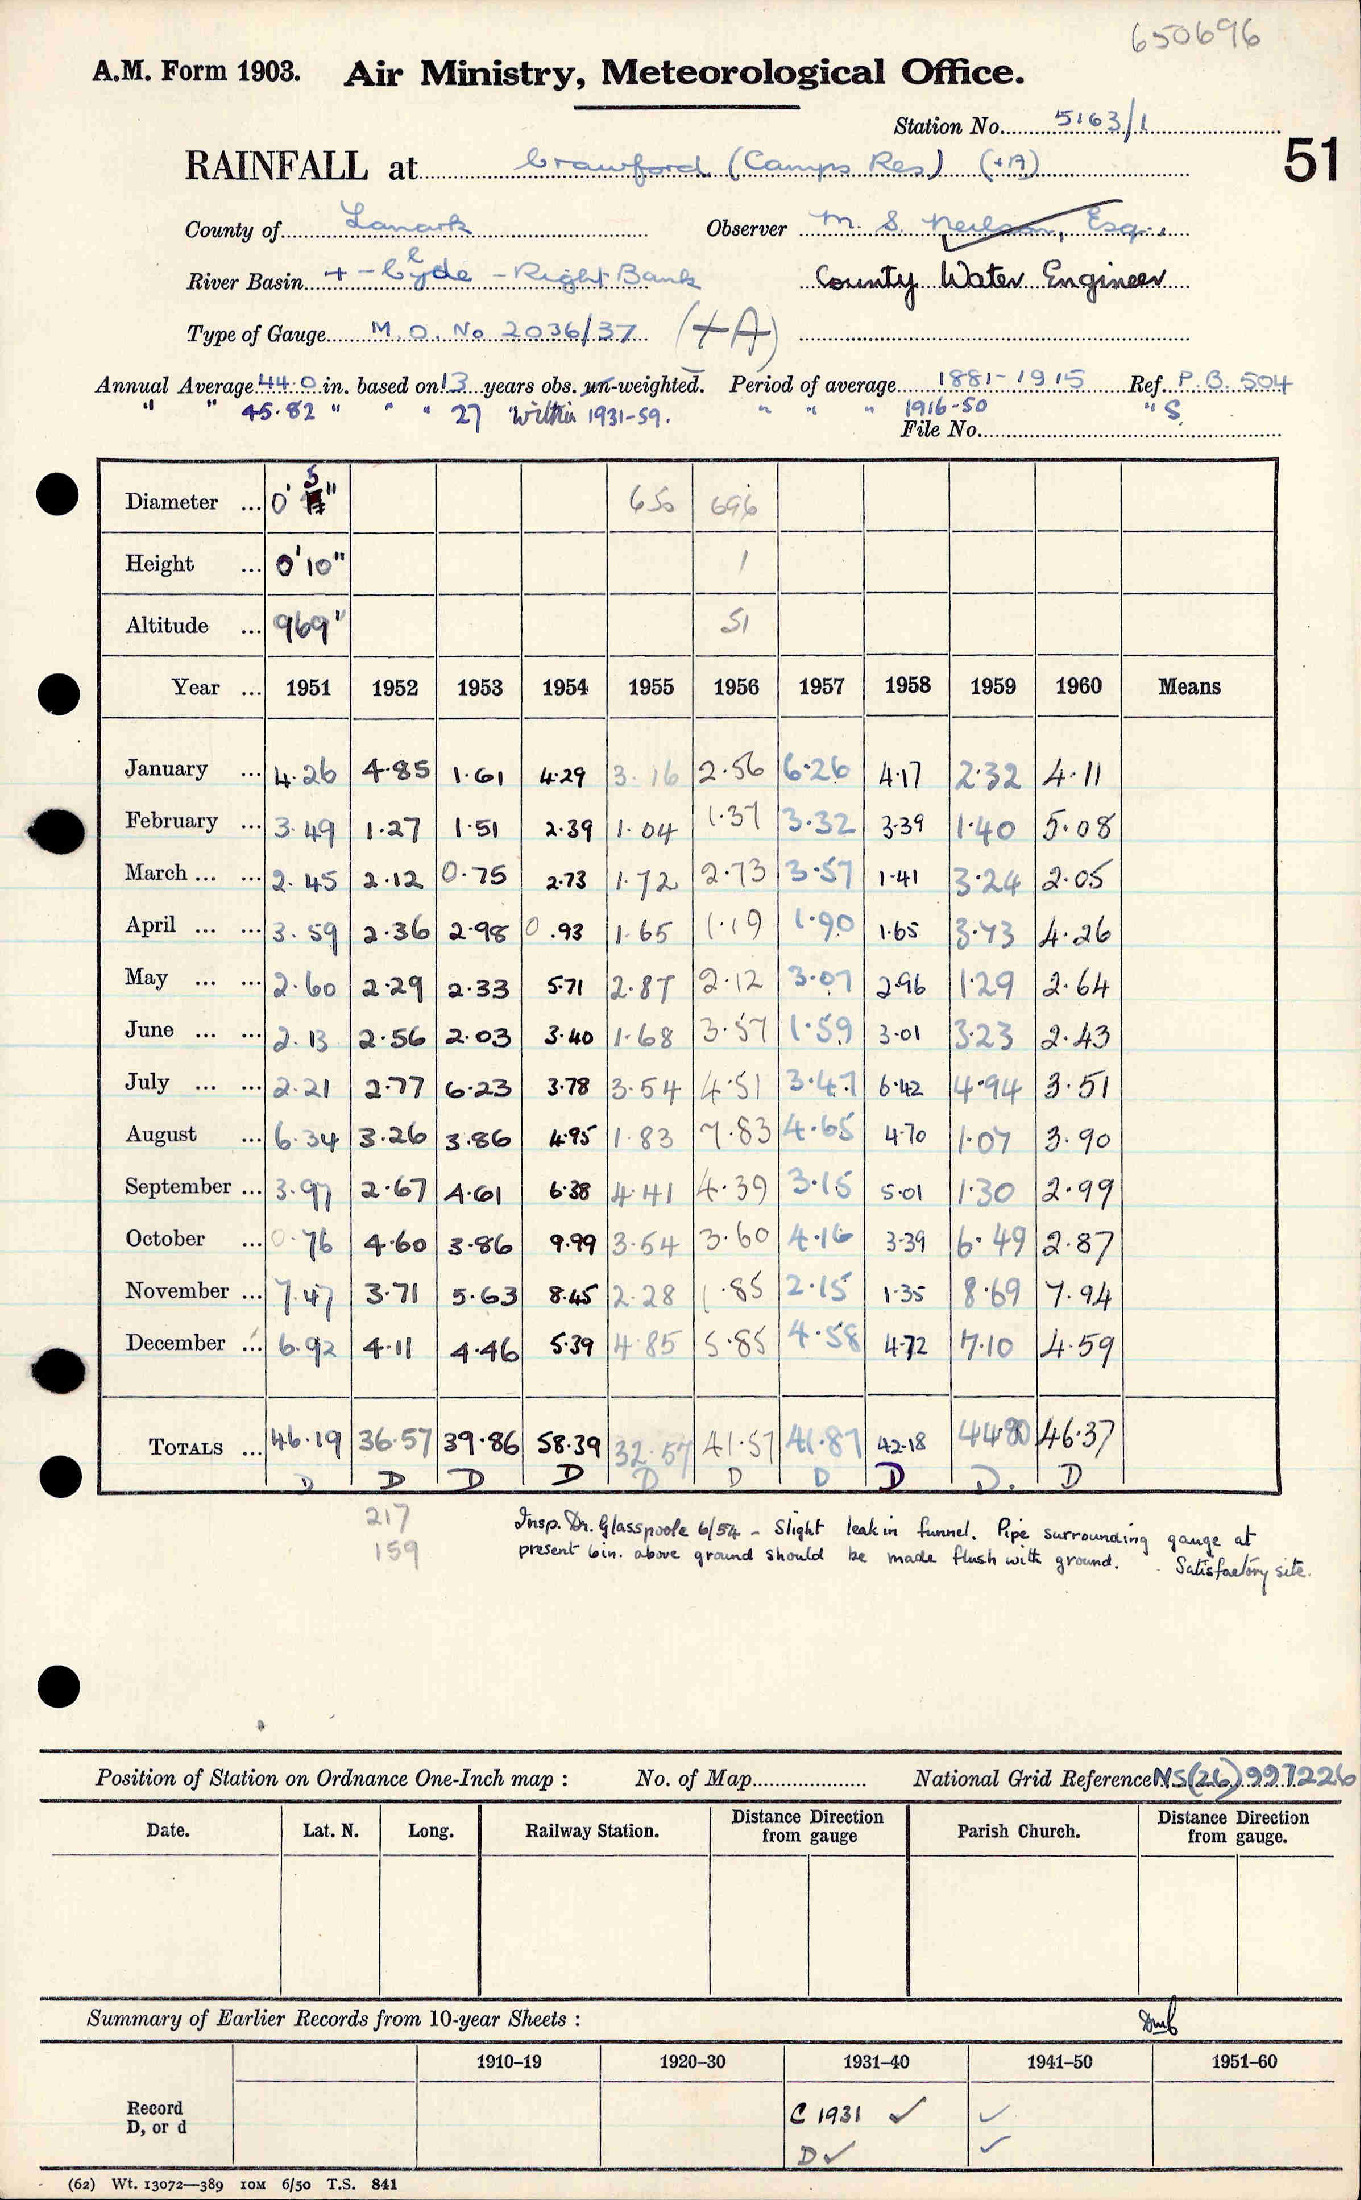 650696
A.M. Form 1903. Air Ministry, Meteorological Office.
Station No. 5163/1
51
RAINFALL at Crawford (Camps Res) (+A)
County of Lanark Observer M. S. Neilson, Esq.,
River Basin + - Clyde - Right Bank County Water Engineer
Type of Gauge M.O. No 2036/37 (+A)
Annual Average 44.0 in. based on 13 years obs. un-weighted. Period of average 1881-1915 Ref. P.B. 504
" " 45.82 " " " 27 " Within 1931-59. " " " 1916-50 " S.
File No.
Diameter ... 0' 5" 650 696
Height ... 0'10" 1
Altitude ... 969" 51
Year ... 1951 1952 1953 1954 1955 1956 1957 1958 1959 1960 Means
January ... 4.26 4.85 1.61 4.29 3.16 2.56 6.26 4.17 2.32 4.11
February ... 3.49 1.27 1.51 2.39 1.04 1.37 3.32 3.39 1.40 5.08
March ... ... 2.45 2.12 0.75 2.73 1.72 2.73 3.57 1.41 3.24 2.05
April ... ... 3.59 2.36 2.98 0.93 1.65 1.19 1.90 1.65 3.73 4.26
May ... ... 2.60 2.29 2.33 5.71 2.87 2.12 3.07 2.96 1.29 2.64
June ... ... 2.13 2.56 2.03 3.40 1.68 3.57 1.59 3.01 3.23 2.43
July ... ... 2.21 2.77 6.23 3.78 3.54 4.51 3.47 6.42 4.94 3.51
August ... 6.34 3.26 3.86 4.95 1.83 7.83 4.65 4.70 1.07 3.90
September ... 3.97 2.67 4.61 6.38 4.41 4.39 3.15 5.01 1.30 2.99
October ... 0.76 4.60 3.86 9.99 3.54 3.60 4.16 3.39 6.49 2.87
November ... 7.47 3.71 5.63 8.45 2.28 1.85 2.15 1.35 8.69 7.94
December ... 6.92 4.11 4.46 5.39 4.85 5.85 4.58 4.72 7.10 4.59
TOTALS ... 46.19 36.57 39.86 58.39 32.57 41.57 41.87 42.18 44.80 46.37
D D D D D D D D D. D
217
159
Insp. Dr. Glasspoole 6/54 - Slight leak in funnel. Pipe surrounding gauge at
present 6in. above ground should be made flush with ground. Satisfactory site.
Position of Station on Ordnance One-Inch map : No. of Map National Grid Reference NS(26) 997226
Date. Lat. N. Long. Railway Station. Distance from gauge Direction Parish Church. Distance from gauge. Direction
Summary of Earlier Records from 10-year Sheets :
1910-19 1920-30 1931-40 1941-50 1951-60
Record C 1931 ✓ ✓
D, or d D ✓ ✓
(62) Wt. 13072—389 10M 6/50 T.S. 841